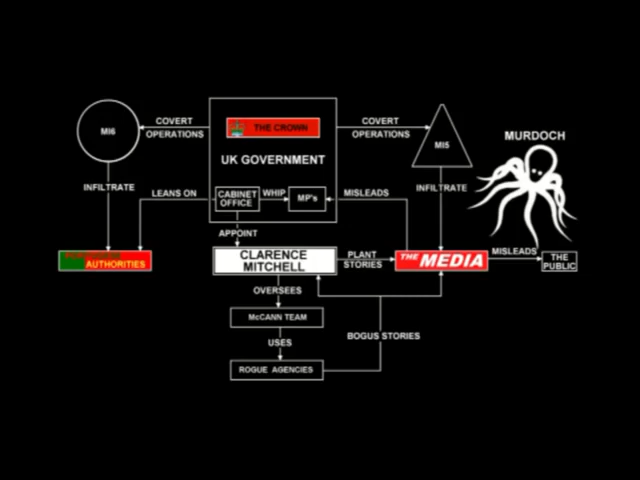 THE CROWN
UK GOVERNMENT
COVERT
OPERATIONS
COVERT
OPERATIONS
MI6
MI5
MURDOCH
INFILTRATE
LEANS ON
CABINET
OFFICE
WHIP
MP's
MISLEADS
INFILTRATE
APPOINT
AUTHORITIES
CLARENCE
MITCHELL
PLANT
STORIES
THE MEDIA
MISLEADS
THE
PUBLIC
OVERSEES
McCANN TEAM
USES
BOGUS STORIES
ROGUE AGENCIES